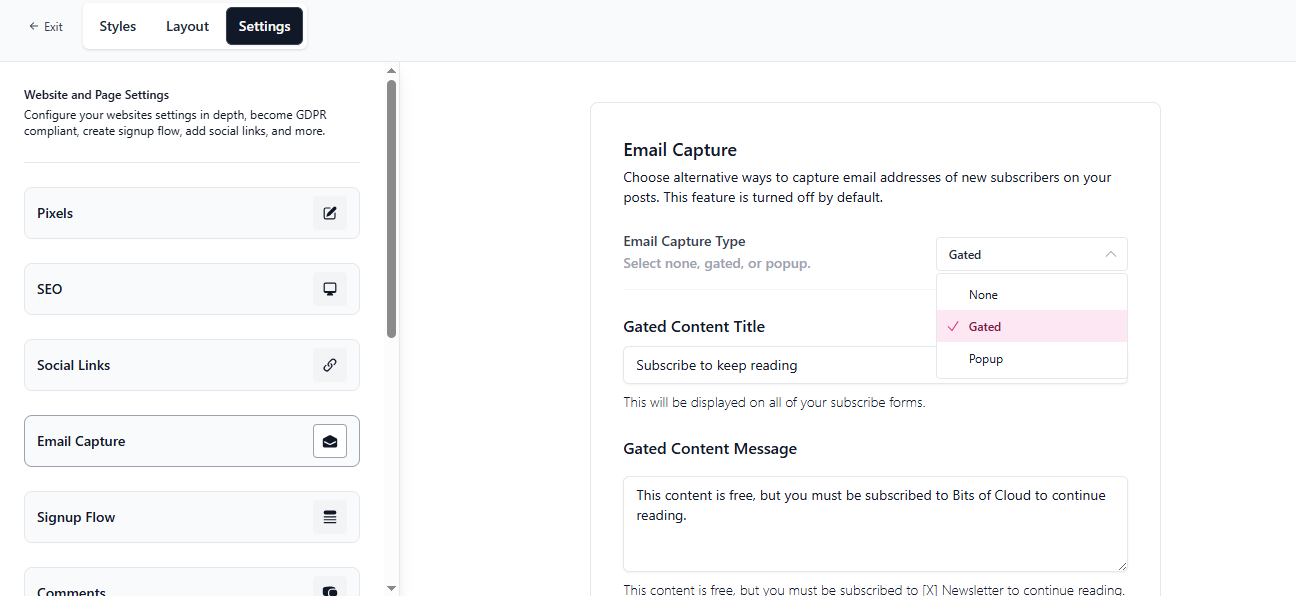 ← Exit
Styles
Layout
Settings
Website and Page Settings
Configure your websites settings in depth, become GDPR
compliant, create signup flow, add social links, and more.
Pixels
SEO
Social Links
Email Capture
Signup Flow
Comments
Email Capture
Choose alternative ways to capture email addresses of new subscribers on your
posts. This feature is turned off by default.
Email Capture Type
Select none, gated, or popup.
Gated
None
Gated
Popup
Gated Content Title
Subscribe to keep reading
This will be displayed on all of your subscribe forms.
Gated Content Message
This content is free, but you must be subscribed to Bits of Cloud to continue
reading.
This content is free, but you must be subscribed to [X] Newsletter to continue reading.